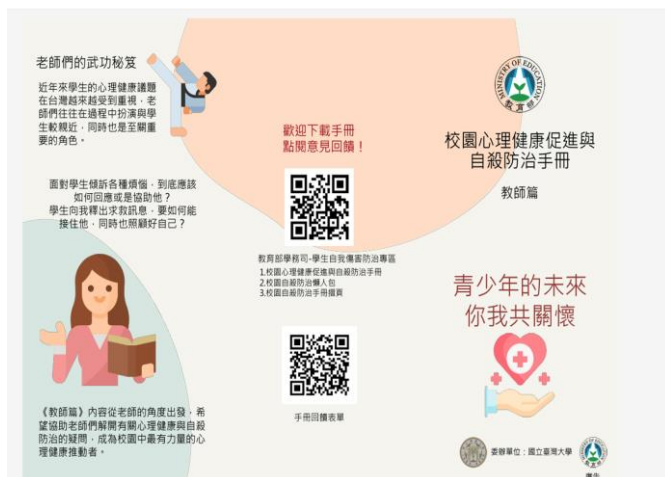 老師們的武功秘笈
近年來學生的心理健康議題
在台灣越來越受到重視，老
師們往往在過程中扮演與學
生較親近，同時也是至關重
要的角色。
面對學生傾訴各種煩惱，到底應該
如何回應或是協助他？
學生向我釋出求救訊息，要如何能
接住他，同時也照顧好自己？
《教師篇》內容從老師的角度出發，希
望協助老師們解開有關心理健康與自殺
防治的疑問，成為校園中最有力量的心
理健康推動者。
歡迎下載手冊
點閱意見回饋！
教育部學務司-學生自我傷害防治專區
1.校園心理健康促進與自殺防治手冊
2.校園自殺防治懶人包
3.校園自殺防治手冊摺頁
手冊回饋表單
MINISTRY OF EDUCATION
教育部
校園心理健康促進與
自殺防治手冊
教師篇
青少年的未來
你我共關懷
委辦單位：國立臺灣大學
廣告